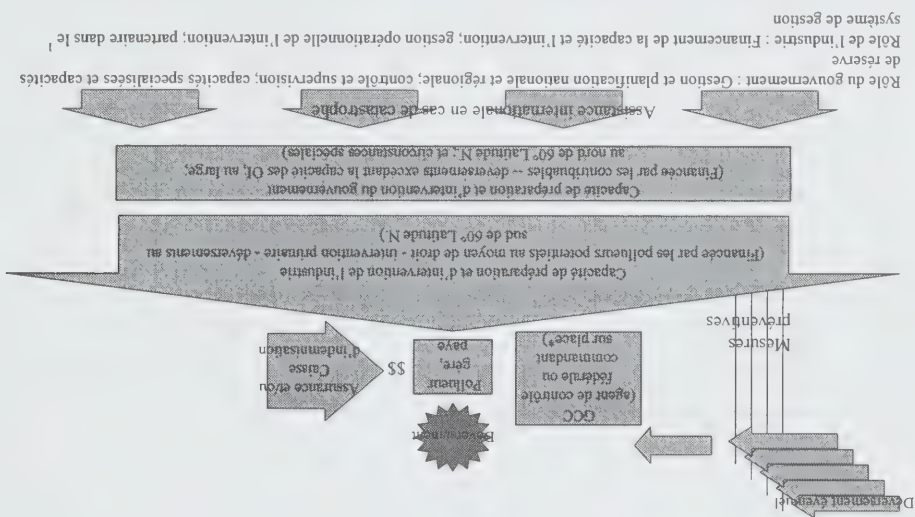 Déversement éventuel
Déversement
GCC
(agent de contrôle
fédérale ou
commandant
sur place*)
Pollueur
gère,
paye
$$
Assurance et/ou
Caisse
d'indemnisation
Mesures
préventives
Capacité de préparation et d'intervention de l'industrie
(Financée par les pollueurs potentiels au moyen de droit - intervention primaire - déversements au
sud de 60° Latitude N.)
Capacité de préparation et d'intervention du gouvernement
(Financée par les contribuables -- déversements excédant la capacité des OI, au large,
au nord de 60° Latitude N., et circonstances spéciales)
Assistance internationale en cas de catastrophe
Rôle du gouvernement : Gestion et planification nationale et régionale; contrôle et supervision, capacités spécialisées et capacités
de réserve
Rôle de l'industrie : Financement de la capacité et l'intervention; gestion opérationnelle de l'intervention; partenaire dans le
système de gestion